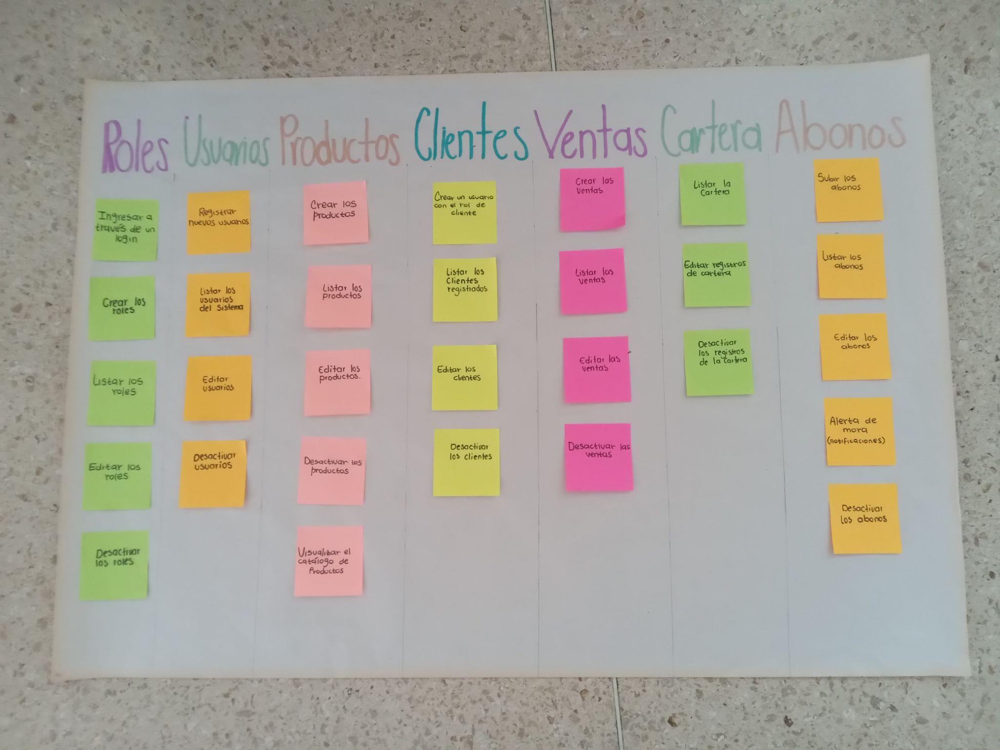 Roles Usuarios Productos Clientes Ventas Cartera Abonos
Ingresar a
través de un
login
Crear los
roles
Listar los
roles
Editar los
roles
Desactivar
los roles
Registrar
nuevos usuarios
Listar los
usuarios
del Sistema
Editar
usuarios
Desactivar
usuarios
Crear los
productos
Listar los
productos
Editar los
productos.
Desactivar los
productos
Visualizar el
catálogo de
Productos
Crear un usuario
con el rol de
cliente
Listar los
Clientes
registrados
Editar los
clientes
Desactivar
los clientes
Crear las
ventas
Listar las
ventas
Editar las
ventas
Desactivar las
ventas
Listar la
Cartera
Editar registros
de cartera
Desactivar
los registros
de la Cartera
Subir los
abonos
Listar los
abonos
Editar los
abonos
Alerta de
mora
(notificaciones)
Desactivar
los abonos